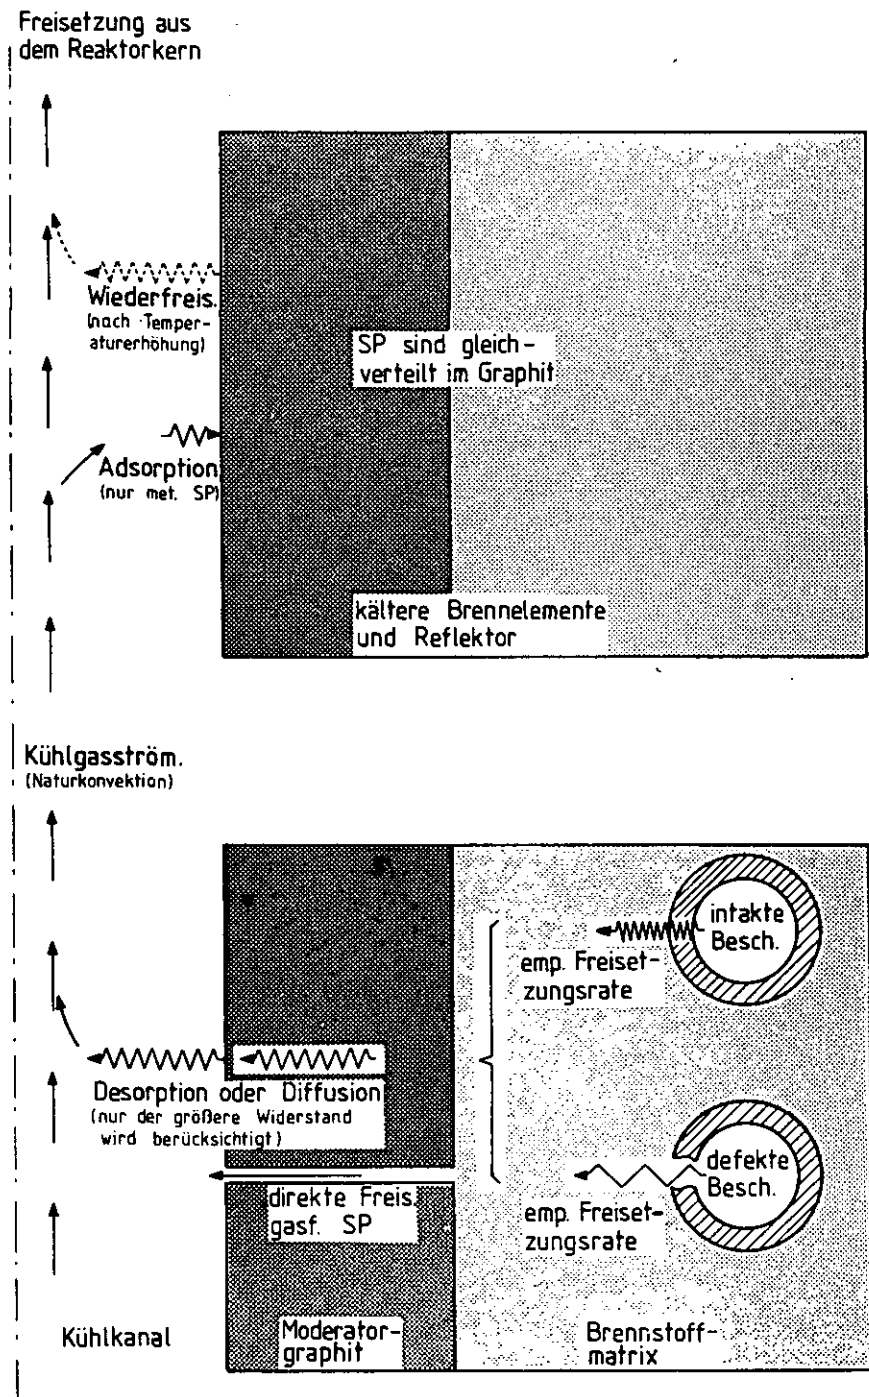 Freisetzung aus
dem Reaktorkern
Wiederfreis.
(nach Temper-
aturerhöhung)
SP sind gleich-
verteilt im Graphit
Adsorption
(nur met. SP)
kältere Brennelemente
und Reflektor
Kühlgasström.
(Naturkonvektion)
intakte
Besch.
emp. Freiset-
zungsrate
Desorption oder Diffusion
(nur der größere Widerstand
wird berücksichtigt)
defekte
Besch.
direkte Freis.
gasf. SP
emp. Freiset-
zungsrate
Kühlkanal
Moderator-
graphit
Brennstoff-
matrix